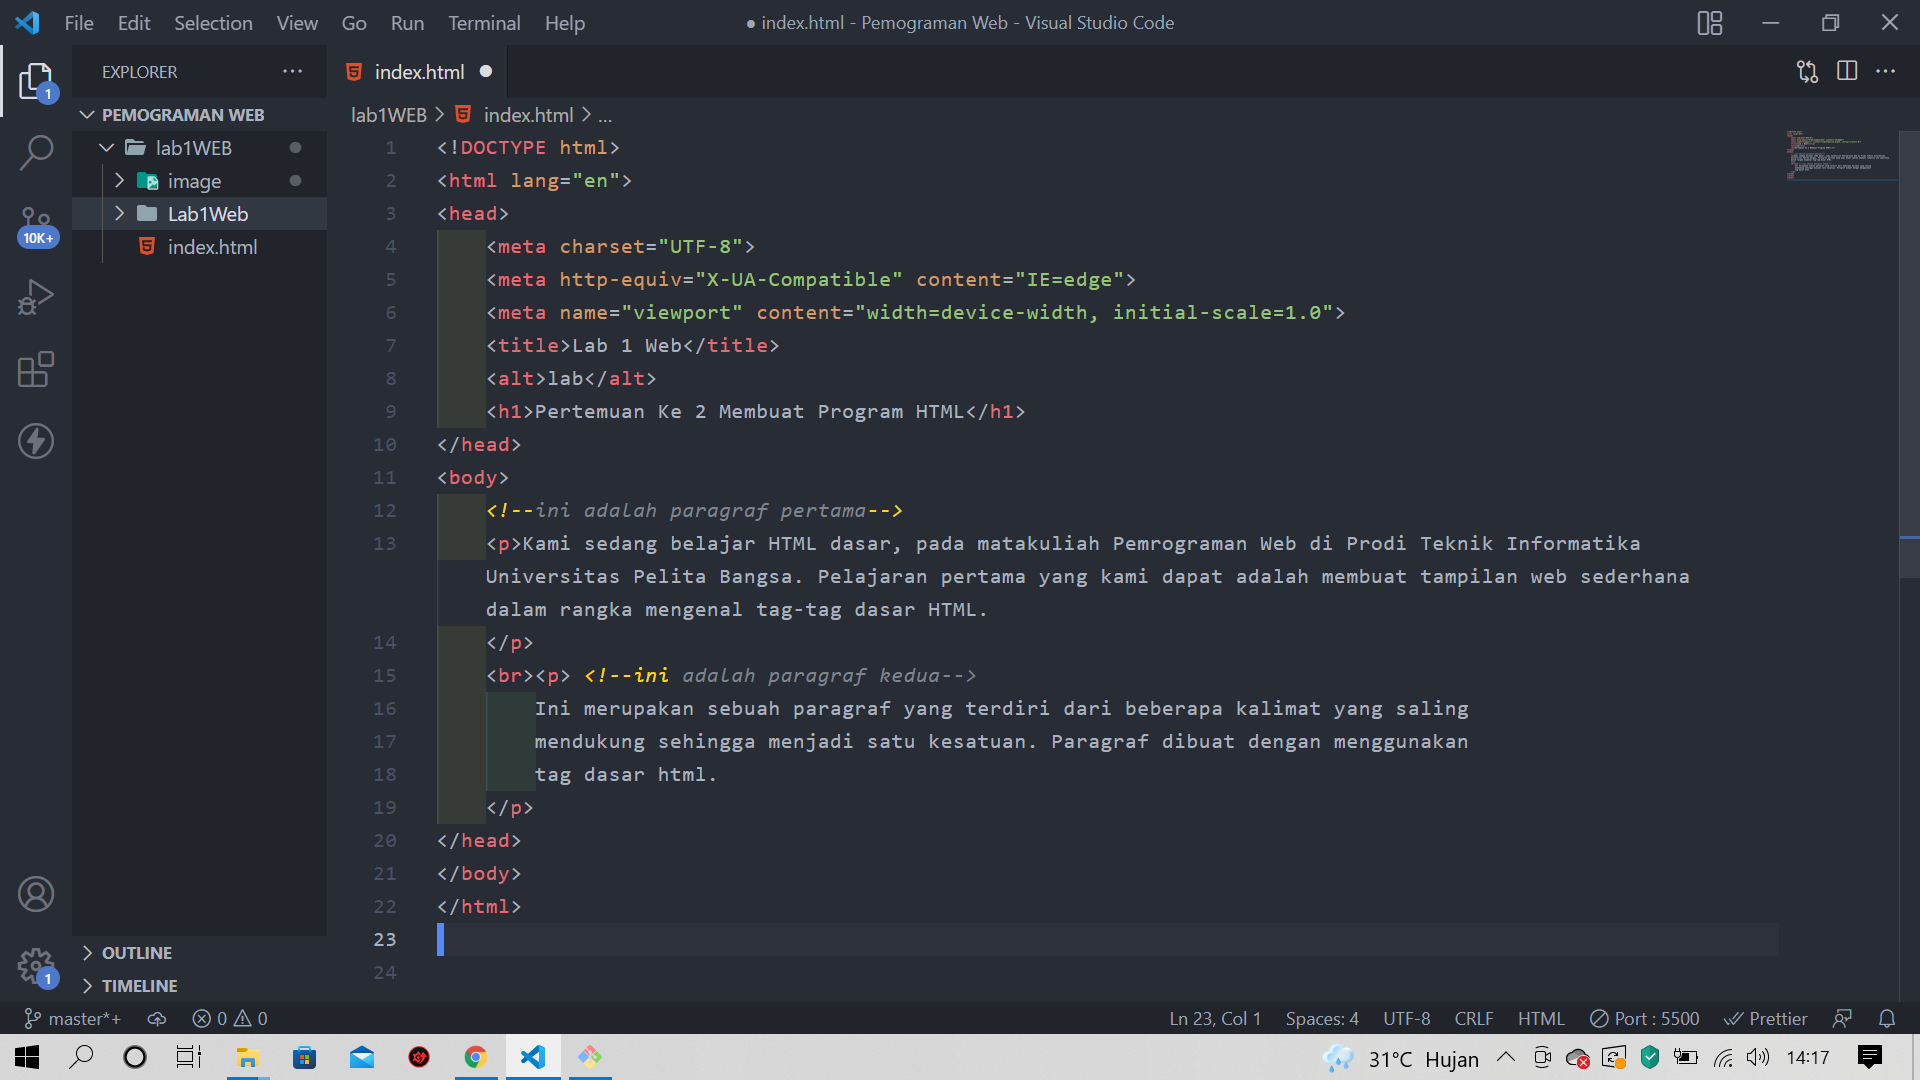 File Edit Selection View Go Run Terminal Help
● index.html - Pemograman Web - Visual Studio Code
EXPLORER
index.html
1
PEMOGRAMAN WEB
lab1WEB
image
Lab1Web
index.html
10K+
lab1WEB > index.html > ...
1 <!DOCTYPE html>
2 <html lang="en">
3 <head>
4 <meta charset="UTF-8">
5 <meta http-equiv="X-UA-Compatible" content="IE=edge">
6 <meta name="viewport" content="width=device-width, initial-scale=1.0">
7 <title>Lab 1 Web</title>
8 <alt>lab</alt>
9 <h1>Pertemuan Ke 2 Membuat Program HTML</h1>
10 </head>
11 <body>
12 <!--ini adalah paragraf pertama-->
13 <p>Kami sedang belajar HTML dasar, pada matakuliah Pemrograman Web di Prodi Teknik Informatika
Universitas Pelita Bangsa. Pelajaran pertama yang kami dapat adalah membuat tampilan web sederhana
dalam rangka mengenal tag-tag dasar HTML.
14 </p>
15 <br><p> <!--ini adalah paragraf kedua-->
16 Ini merupakan sebuah paragraf yang terdiri dari beberapa kalimat yang saling
17 mendukung sehingga menjadi satu kesatuan. Paragraf dibuat dengan menggunakan
18 tag dasar html.
19 </p>
20 </head>
21 </body>
22 </html>
23
24
OUTLINE
TIMELINE
1
master*+ 0 0
Ln 23, Col 1 Spaces: 4 UTF-8 CRLF HTML Port : 5500 Prettier
31°C Hujan 14:17